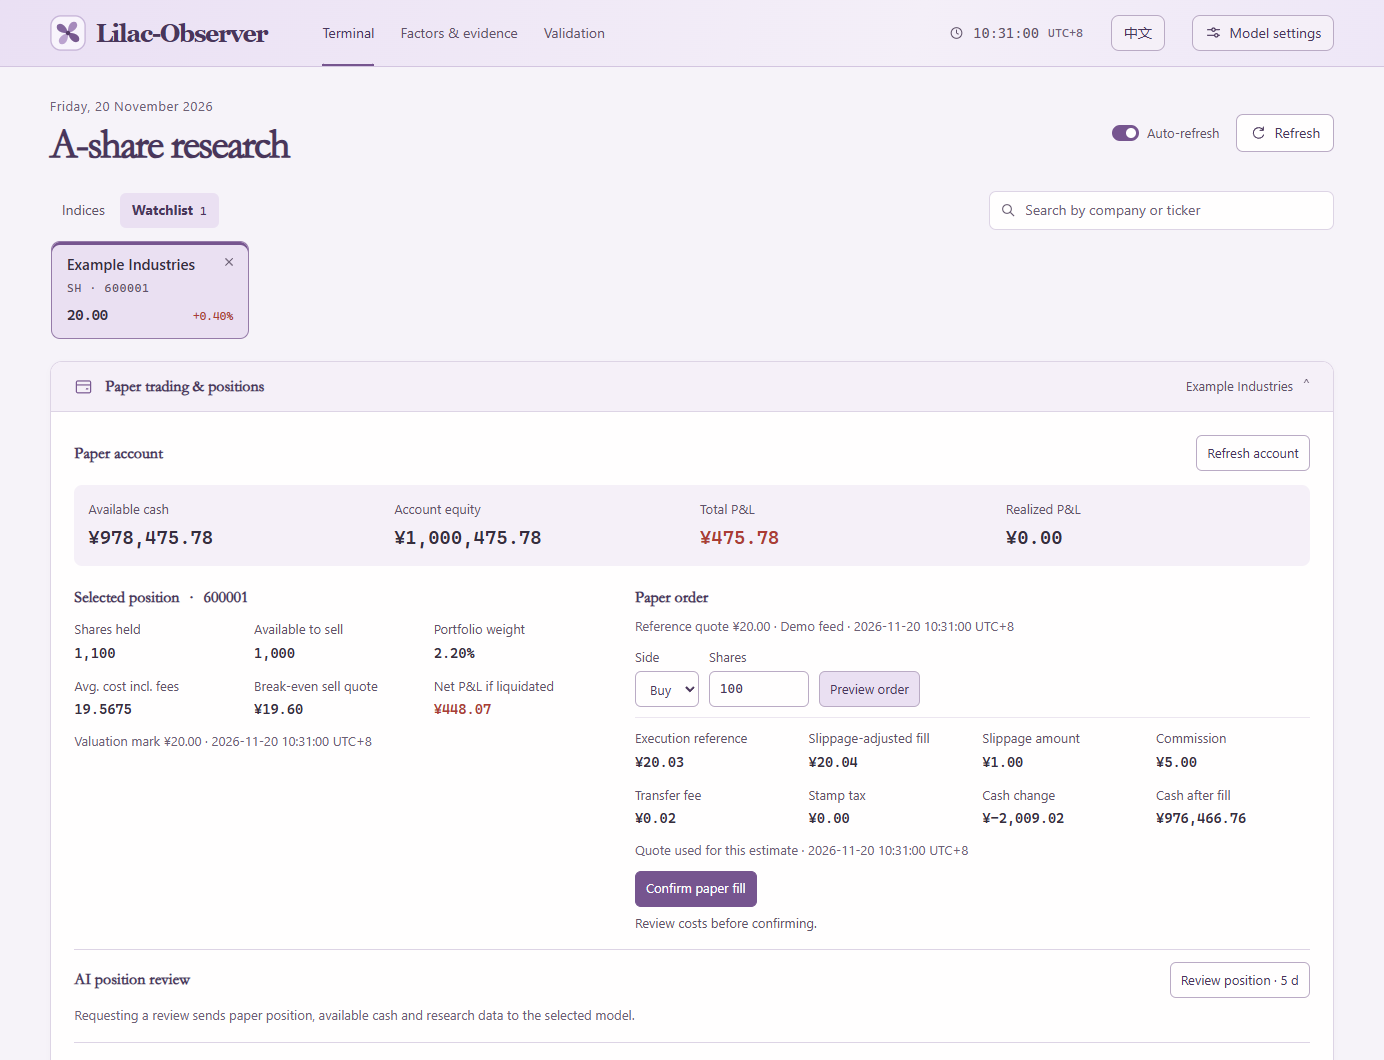 Lilac-Observer
Terminal
Factors & evidence
Validation
10:31:00 UTC+8
中文
Model settings
Friday, 20 November 2026
A-share research
Auto-refresh
Refresh
Indices
Watchlist 1
Search by company or ticker
Example Industries
SH · 600001
20.00 +0.40%
Paper trading & positions
Example Industries
Paper account
Refresh account
Available cash
¥978,475.78
Account equity
¥1,000,475.78
Total P&L
¥475.78
Realized P&L
¥0.00
Selected position · 600001
Shares held
1,100
Available to sell
1,000
Portfolio weight
2.20%
Avg. cost incl. fees
19.5675
Break-even sell quote
¥19.60
Net P&L if liquidated
¥448.07
Valuation mark ¥20.00 · 2026-11-20 10:31:00 UTC+8
Paper order
Reference quote ¥20.00 · Demo feed · 2026-11-20 10:31:00 UTC+8
Side
Buy
Shares
100
Preview order
Execution reference
¥20.03
Slippage-adjusted fill
¥20.04
Slippage amount
¥1.00
Commission
¥5.00
Transfer fee
¥0.02
Stamp tax
¥0.00
Cash change
¥−2,009.02
Cash after fill
¥976,466.76
Quote used for this estimate · 2026-11-20 10:31:00 UTC+8
Confirm paper fill
Review costs before confirming.
AI position review
Review position · 5 d
Requesting a review sends paper position, available cash and research data to the selected model.